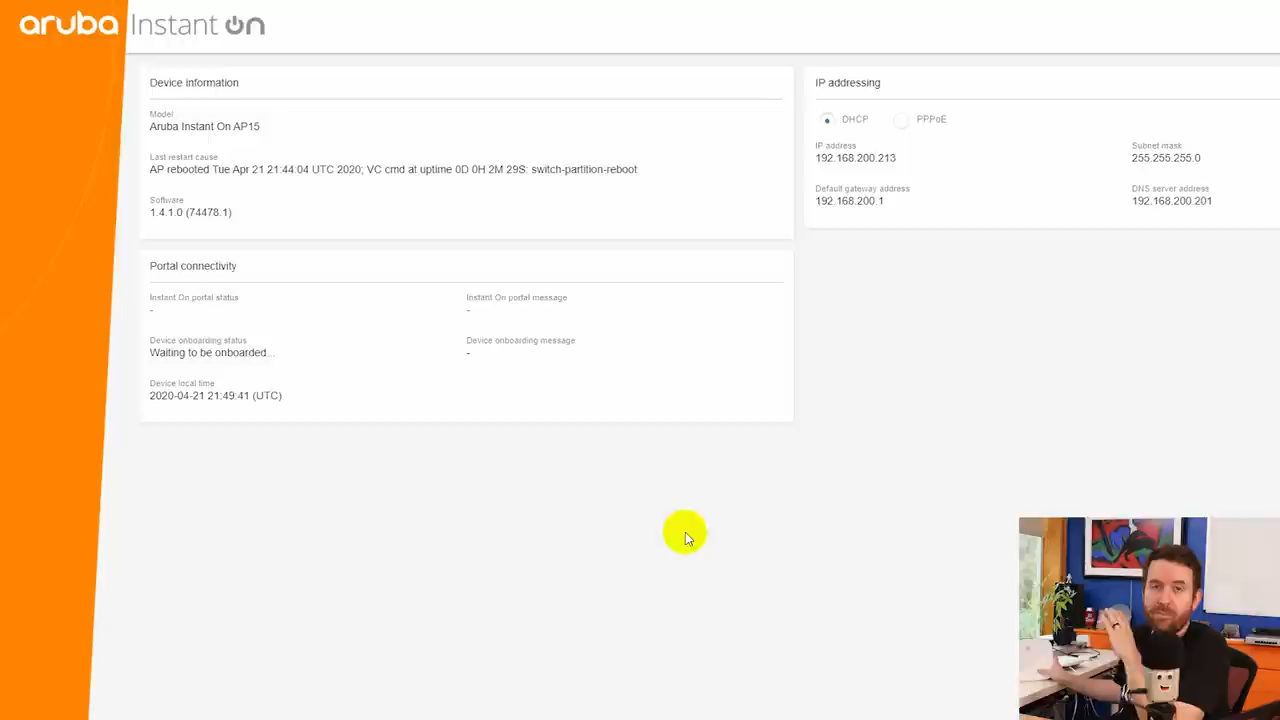 aruba Instant On
Device information
Model
Aruba Instant On AP15
Last restart cause
AP rebooted Tue Apr 21 21:44:04 UTC 2020; VC cmd at uptime 0D 0H 2M 29S: switch-partition-reboot
Software
1.4.1.0 (74478.1)
Portal connectivity
Instant On portal status
-
Instant On portal message
-
Device onboarding status
Waiting to be onboarded...
Device onboarding message
-
Device local time
2020-04-21 21:49:41 (UTC)
IP addressing
DHCP PPPoE
IP address
192.168.200.213
Subnet mask
255.255.255.0
Default gateway address
192.168.200.1
DNS server address
192.168.200.201